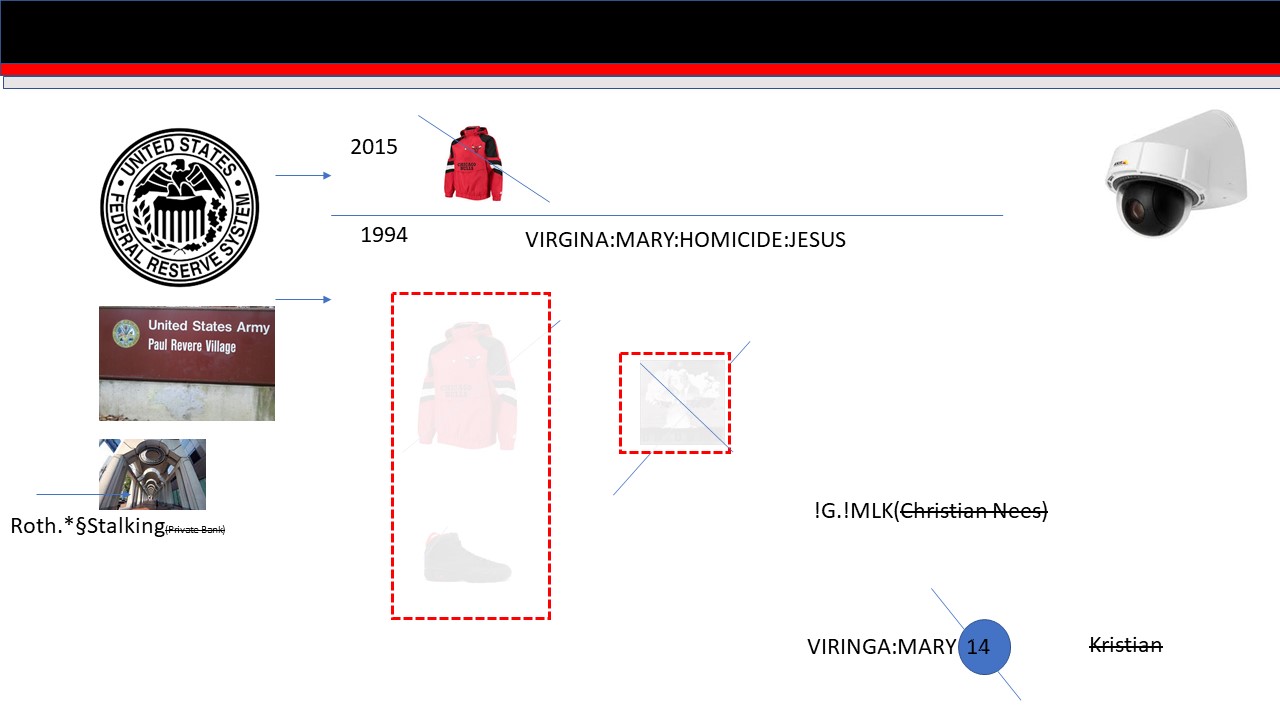 UNITED STATES
FEDERAL RESERVE SYSTEM
2015
1994
VIRGINA:MARY:HOMICIDE:JESUS
United States Army
Paul Revere Village
Roth.*§Stalking(Private Bank)
!G.!MLK(Christian Nees)
VIRINGA:MARY 14
Kristian